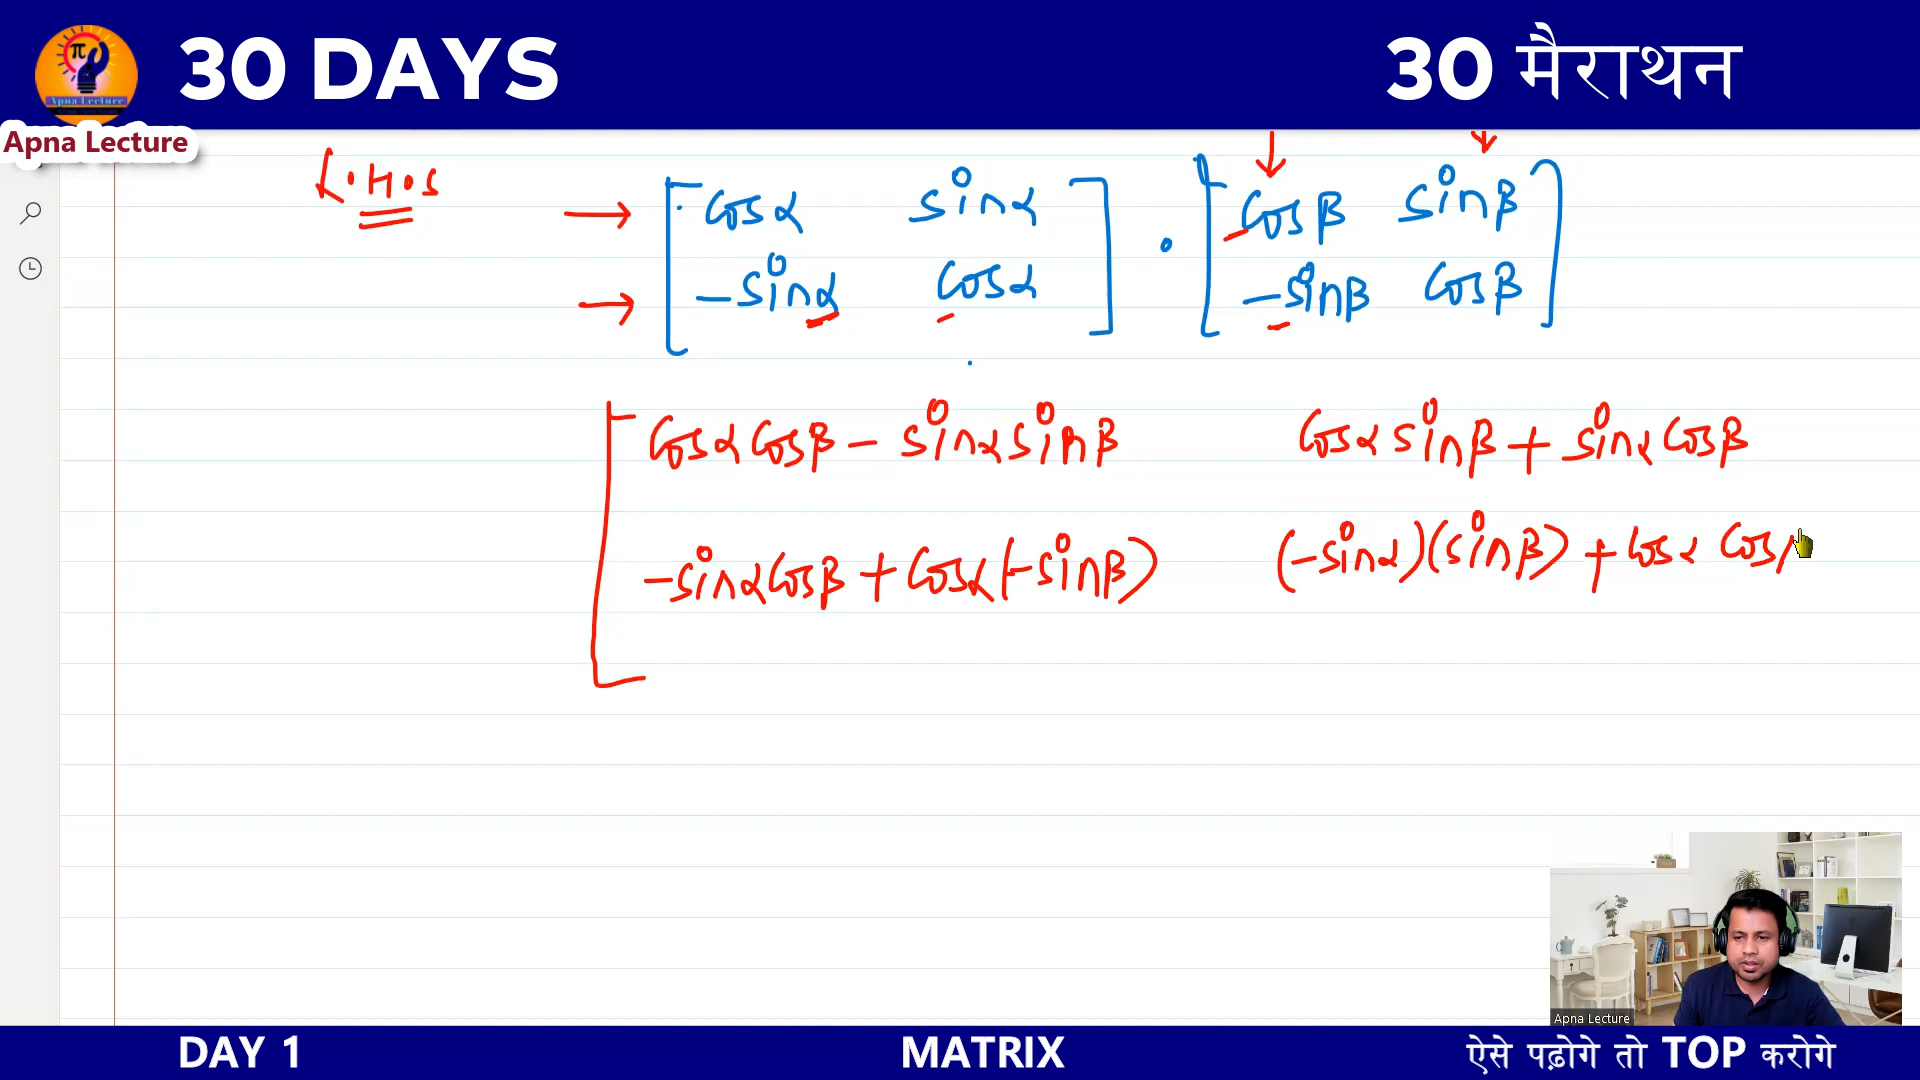 30 DAYS
30 मैराथन
Apna Lecture
L.H.S
→ [cosα sinα] . [cosβ sinβ]
→ [-sinα cosα] [-sinβ cosβ]
[cosα cosβ - sinα sinβ cosα sinβ + sinα cosβ
-sinα cosβ + cosα(-sinβ) (-sinα)(sinβ) + cosα cos
Apna Lecture
DAY 1
MATRIX
ऐसे पढ़ोगे तो TOP करोगे